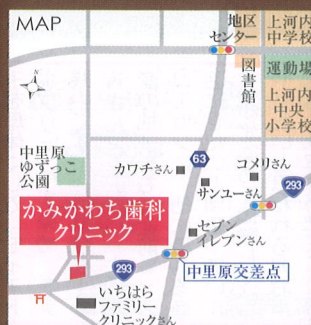 MAP
地区
センター
上河内
中学校
図書館
運動場
上河内
中央
小学校
N
中里原
ゆずっこ
公園
カワチさん
63
コメリさん
サンユーさん
293
かみかわち歯科
クリニック
セブン
イレブンさん
293
中里原交差点
いちはら
ファミリー
クリニックさん